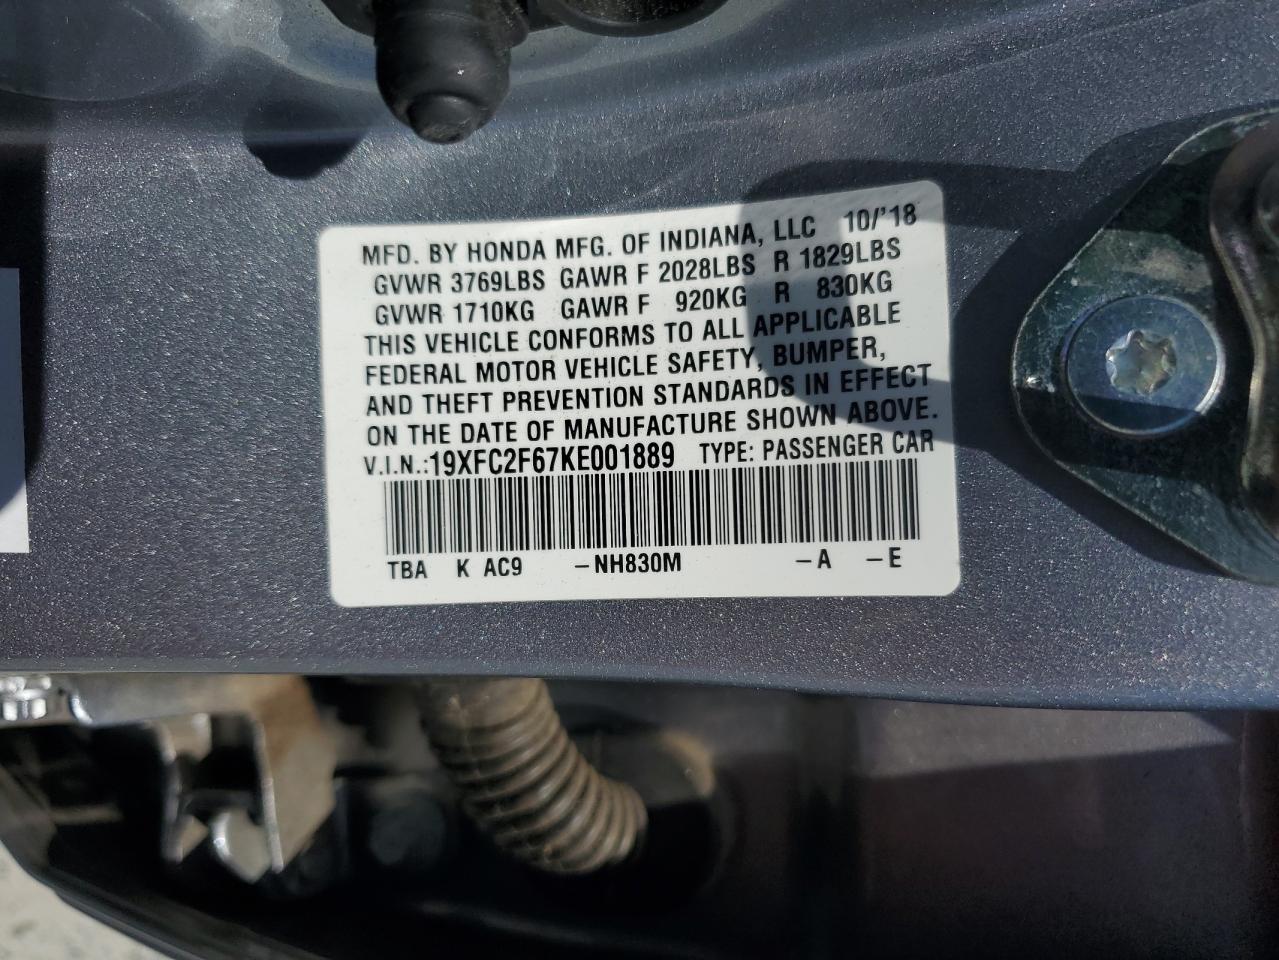 MFD. BY HONDA MFG. OF INDIANA, LLC 10/'18
GVWR 3769LBS GAWR F 2028LBS R 1829LBS
GVWR 1710KG GAWR F 920KG R 830KG
THIS VEHICLE CONFORMS TO ALL APPLICABLE
FEDERAL MOTOR VEHICLE SAFETY, BUMPER,
AND THEFT PREVENTION STANDARDS IN EFFECT
ON THE DATE OF MANUFACTURE SHOWN ABOVE.
V.I.N.:19XFC2F67KE001889 TYPE: PASSENGER CAR
TBA K AC9 –NH830M –A –E